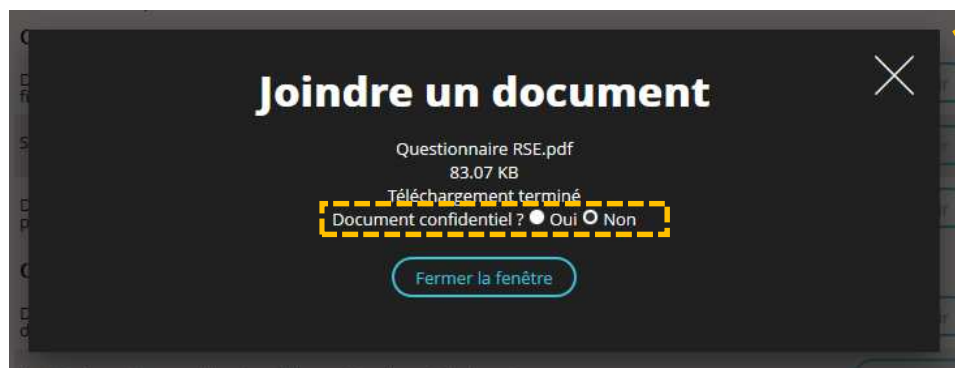 Joindre un document
Questionnaire RSE.pdf
83.07 KB
Téléchargement terminé
Document confidentiel ? Oui Non
Fermer la fenêtre